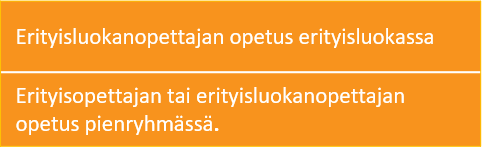 Erityisluokanopettajan opetus erityisluokassa
Erityisopettajan tai erityisluokanopettajan
opetus pienryhmässä.